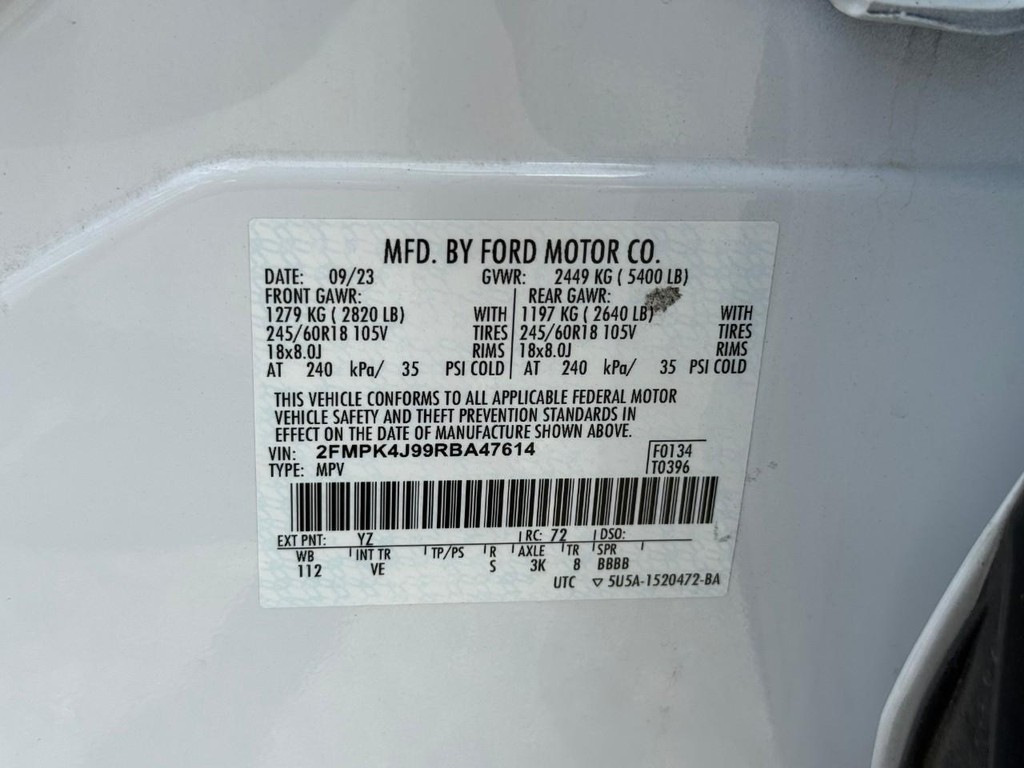 MFD. BY FORD MOTOR CO.
DATE: 09/23 GVWR: 2449 KG ( 5400 LB)
FRONT GAWR: REAR GAWR:
1279 KG ( 2820 LB) WITH 1197 KG ( 2640 LB) WITH
245/60R18 105V TIRES 245/60R18 105V TIRES
18x8.0J RIMS 18x8.0J RIMS
AT 240 kPa/ 35 PSI COLD AT 240 kPa/ 35 PSI COLD
THIS VEHICLE CONFORMS TO ALL APPLICABLE FEDERAL MOTOR
VEHICLE SAFETY AND THEFT PREVENTION STANDARDS IN
EFFECT ON THE DATE OF MANUFACTURE SHOWN ABOVE.
VIN: 2FMPK4J99RBA47614 F0134
TYPE: MPV T0396
EXT PNT: YZ RC: 72 DSO:
WB INT TR TP/PS R AXLE TR SPR
112 VE S 3K 8 BBBB
UTC ▽ 5U5A-1520472-BA